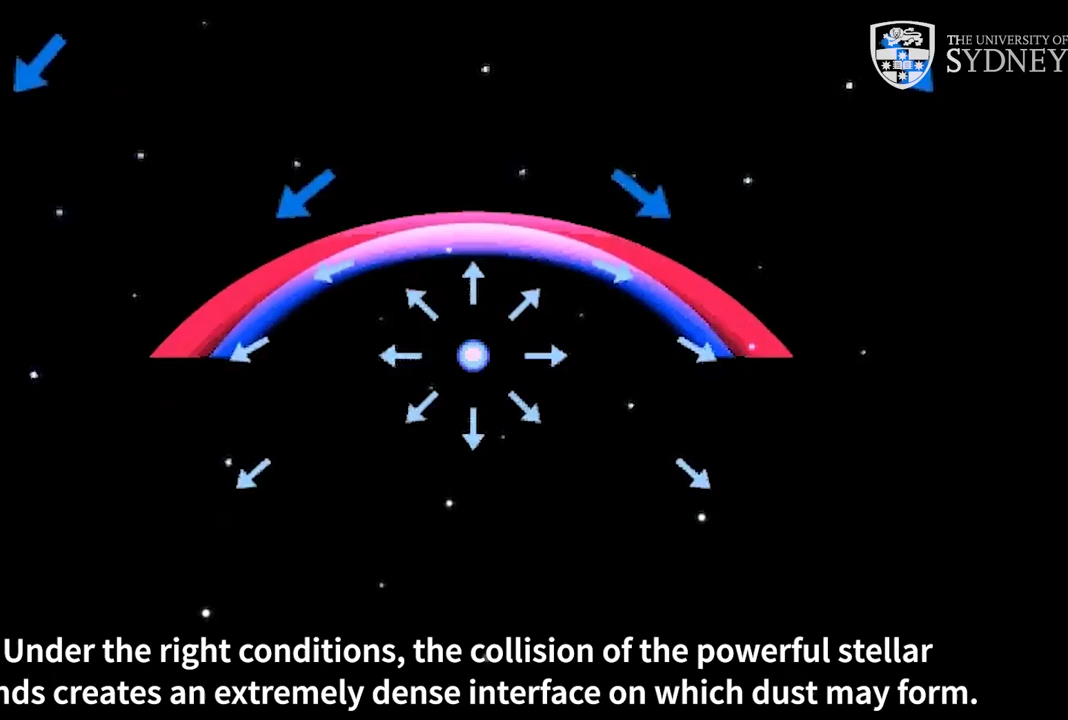 THE UNIVERSITY OF
SYDNEY
Under the right conditions, the collision of the powerful stellar
nds creates an extremely dense interface on which dust may form.